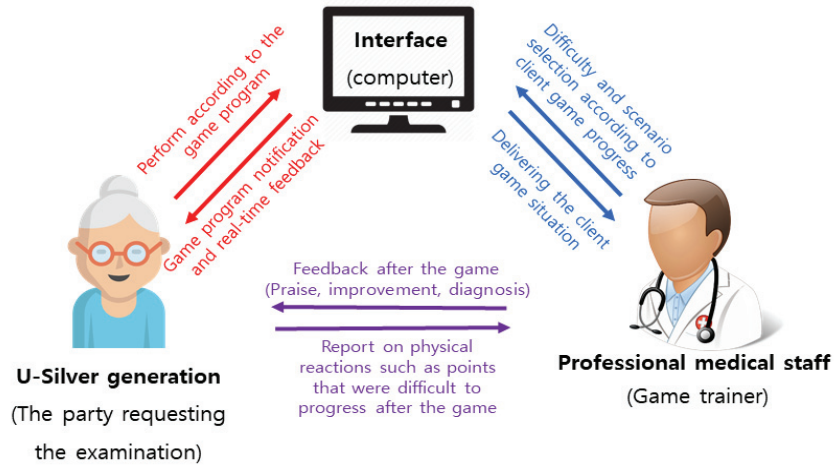 Interface
(computer)
Perform according to the
game program
Game program notification
and real-time feedback
Difficulty and scenario
selection according to
client game progress
Delivering the client
game situation
Feedback after the game
(Praise, improvement, diagnosis)
Report on physical
reactions such as points
that were difficult to
progress after the game
U-Silver generation
(The party requesting
the examination)
Professional medical staff
(Game trainer)